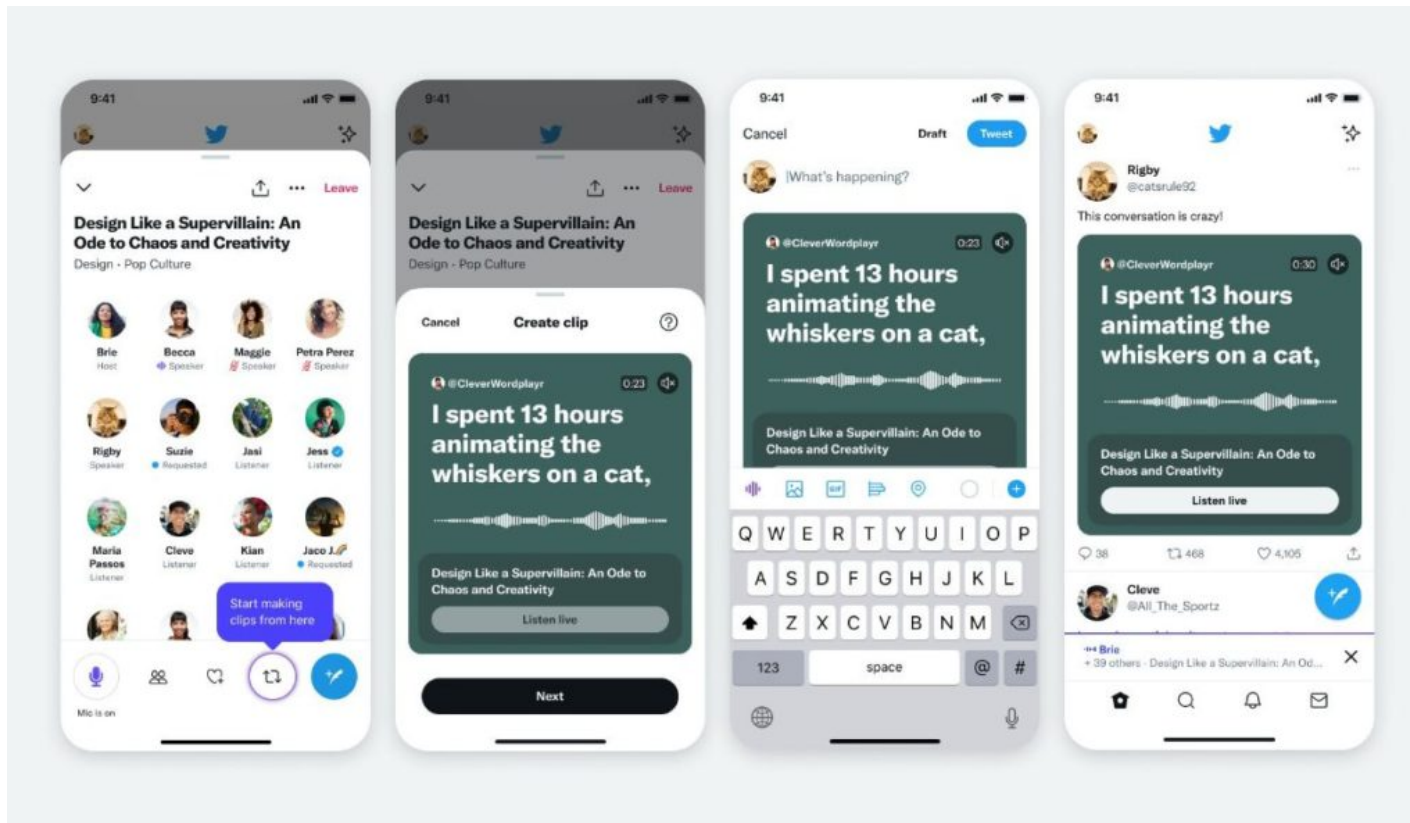 9:41
Leave
Design Like a Supervillain: An
Ode to Chaos and Creativity
Design - Pop Culture
Brie
Host
Becca
Speaker
Maggie
Speaker
Petra Perez
Speaker
Rigby
Speaker
Suzie
Requested
Jasi
Listener
Jess
Listener
Maria
Passos
Listener
Cleve
Listener
Kian
Listener
Jaco J.
Requested
Start making
clips from here
Mic is on
9:41
Leave
Design Like a Supervillain: An
Ode to Chaos and Creativity
Design - Pop Culture
Cancel
Create clip
@CleverWordplayr
0:23
I spent 13 hours
animating the
whiskers on a cat,
Design Like a Supervillain: An Ode to
Chaos and Creativity
Listen live
Next
9:41
Cancel
Draft
Tweet
What's happening?
@CleverWordplayr
0:23
I spent 13 hours
animating the
whiskers on a cat,
Design Like a Supervillain: An Ode to
Chaos and Creativity
GIF
Q W E R T Y U I O P
A S D F G H J K L
Z X C V B N M
123
space
@
#
9:41
Rigby
@catsrule92
This conversation is crazy!
@CleverWordplayr
0:30
I spent 13 hours
animating the
whiskers on a cat,
Design Like a Supervillain: An Ode to
Chaos and Creativity
Listen live
38
468
4,105
Cleve
@All_The_Sportz
Brie
+ 39 others · Design Like a Supervillain: An Od...